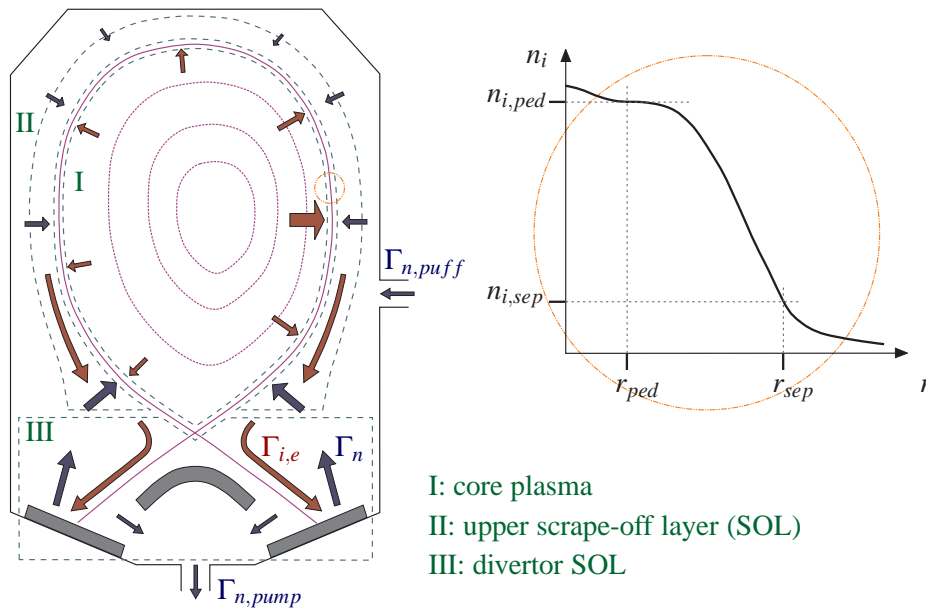 II
I
Γn,puff
III
Γi,e
Γn
Γn,pump
ni
ni,ped
ni,sep
rped
rsep
r
I: core plasma
II: upper scrape-off layer (SOL)
III: divertor SOL